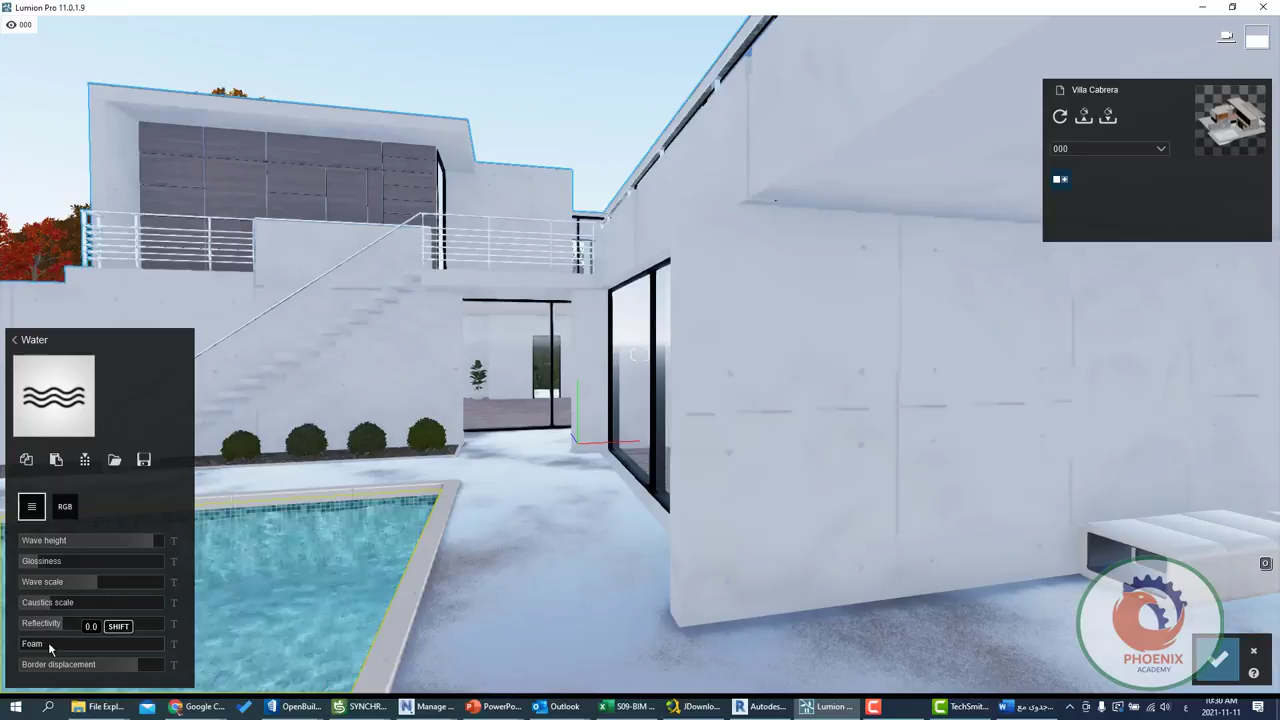 Lumion Pro 11.0.1.9
000
Villa Cabrera
000
Water
RGB
Wave height T
Glossiness T
Wave scale T
Caustics scale T
Reflectivity T
0.0 SHIFT
Foam T
Border displacement T
PHOENIX
ACADEMY
File Expl...
Google C...
OpenBuil...
SYNCHR...
Manage ...
PowerPo...
Outlook
S09-BIM ...
JDownlo...
Autodes...
Lumion ...
TechSmit...
جدوى مع...
10:30 AM
2021-11-11